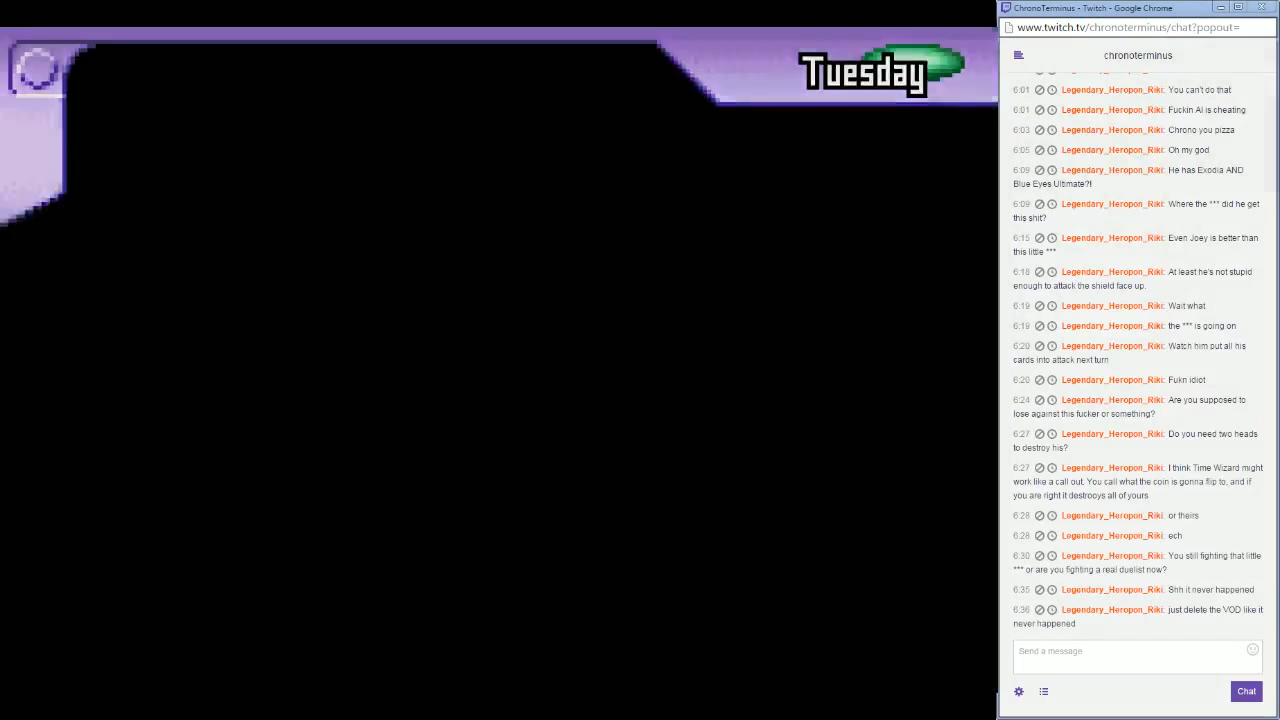 ChronoTerminus - Twitch - Google Chrome
www.twitch.tv/chronoterminus/chat?popout=
chronoterminus
Tuesday
6:01 Legendary_Heropon_Riki: You can't do that
6:01 Legendary_Heropon_Riki: Fuckin AI is cheating
6:03 Legendary_Heropon_Riki: Chrono you pizza
6:05 Legendary_Heropon_Riki: Oh my god
6:09 Legendary_Heropon_Riki: He has Exodia AND
Blue Eyes Ultimate?!
6:09 Legendary_Heropon_Riki: Where the *** did he get
this shit?
6:15 Legendary_Heropon_Riki: Even Joey is better than
this little ***
6:18 Legendary_Heropon_Riki: At least he's not stupid
enough to attack the shield face up.
6:19 Legendary_Heropon_Riki: Wait what
6:19 Legendary_Heropon_Riki: the *** is going on
6:20 Legendary_Heropon_Riki: Watch him put all his
cards into attack next turn
6:20 Legendary_Heropon_Riki: Fukn idiot
6:24 Legendary_Heropon_Riki: Are you supposed to
lose against this fucker or something?
6:27 Legendary_Heropon_Riki: Do you need two heads
to destroy his?
6:27 Legendary_Heropon_Riki: I think Time Wizard might
work like a call out. You call what the coin is gonna flip to, and if
you are right it destrooys all of yours
6:28 Legendary_Heropon_Riki: or theirs
6:28 Legendary_Heropon_Riki: ech
6:30 Legendary_Heropon_Riki: You still fighting that little
*** or are you fighting a real duelist now?
6:35 Legendary_Heropon_Riki: Shh it never happened
6:36 Legendary_Heropon_Riki: just delete the VOD like it
never happened
Send a message
Chat